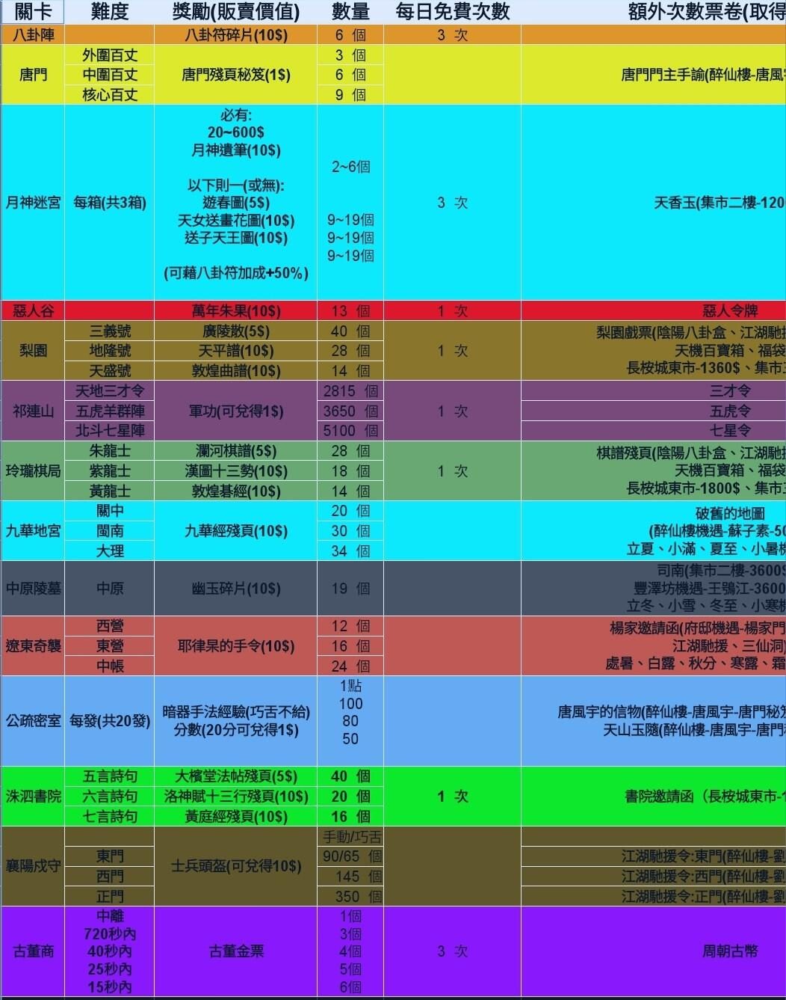 關卡 難度 獎勵(販賣價值) 數量 每日免費次數 額外次數票卷(取得
八卦陣 八卦符碎片(10$) 6 個 3 次
唐門 唐門殘頁秘笈(1$) 唐門門主手諭(醉仙樓-唐風宇
外圍百丈 3 個
中圍百丈 6 個
核心百丈 9 個
月神迷宮 每箱(共3箱) 3 次 天香玉(集市二樓-120
必有:
20~600$
月神遺筆(10$)
2~6個
以下則一(或無):
遊春圖(5$)
天女送畫花圖(10$) 9~19個
送子天王圖(10$) 9~19個
9~19個
(可藉八卦符加成+50%)
惡人谷 萬年朱果(10$) 13 個 1 次 惡人令牌
梨園 1 次
三義號 廣陵散(5$) 40 個 梨園戲票(陰陽八卦盒、江湖馳
地隆號 天平譜(10$) 28 個 天機百寶箱、福袋
天盛號 敦煌曲譜(10$) 14 個 長桉城東市-1360$、集市
祁連山 軍功(可兌得1$) 1 次
天地三才令 2815 個 三才令
五虎羊群陣 3650 個 五虎令
北斗七星陣 5100 個 七星令
玲瓏棋局 1 次
朱龍士 瀾河棋譜(5$) 28 個 棋譜殘頁(陰陽八卦盒、江湖馳
紫龍士 漢圖十三勢(10$) 18 個 天機百寶箱、福袋
黃龍士 敦煌碁經(10$) 14 個 長桉城東市-1800$、集市
九華地宮 九華經殘頁(10$)
關中 20 個 破舊的地圖
閩南 30 個 (醉仙樓機遇-蘇子素-50
大理 34 個 立夏、小滿、夏至、小暑
中原陵墓 中原 幽玉碎片(10$) 19 個
司南(集市二樓-3600$
豐澤坊機遇-王鶚江-3600
立冬、小雪、冬至、小寒
遼東奇襲 耶律杲的手令(10$)
西營 12 個 楊家邀請函(府邸機遇-楊家門
東營 16 個 江湖馳援、三仙洞)
中帳 24 個 處暑、白露、秋分、寒露、霜
公疏密室 每發(共20發)
暗器手法經驗(巧舌不給)
分數(20分可兌得1$)
1點
100
80
50
唐風宇的信物(醉仙樓-唐風宇-唐門秘笈
天山玉隨(醉仙樓-唐風宇-唐門
洙泗書院 1 次 書院邀請函（長桉城東市-1
五言詩句 大檳堂法帖殘頁(5$) 40 個
六言詩句 洛神賦十三行殘頁(10$) 20 個
七言詩句 黃庭經殘頁(10$) 16 個
襄陽戍守 士兵頭盔(可兌得10$)
手動/巧舌
東門 90/65 個 江湖馳援令:東門(醉仙樓-劉
西門 145 個 江湖馳援令:西門(醉仙樓-劉
正門 350 個 江湖馳援令:正門(醉仙樓-劉
古董商 古董金票 3 次 周朝古幣
中離 1個
720秒內 3個
40秒內 4個
25秒內 5個
15秒內 6個